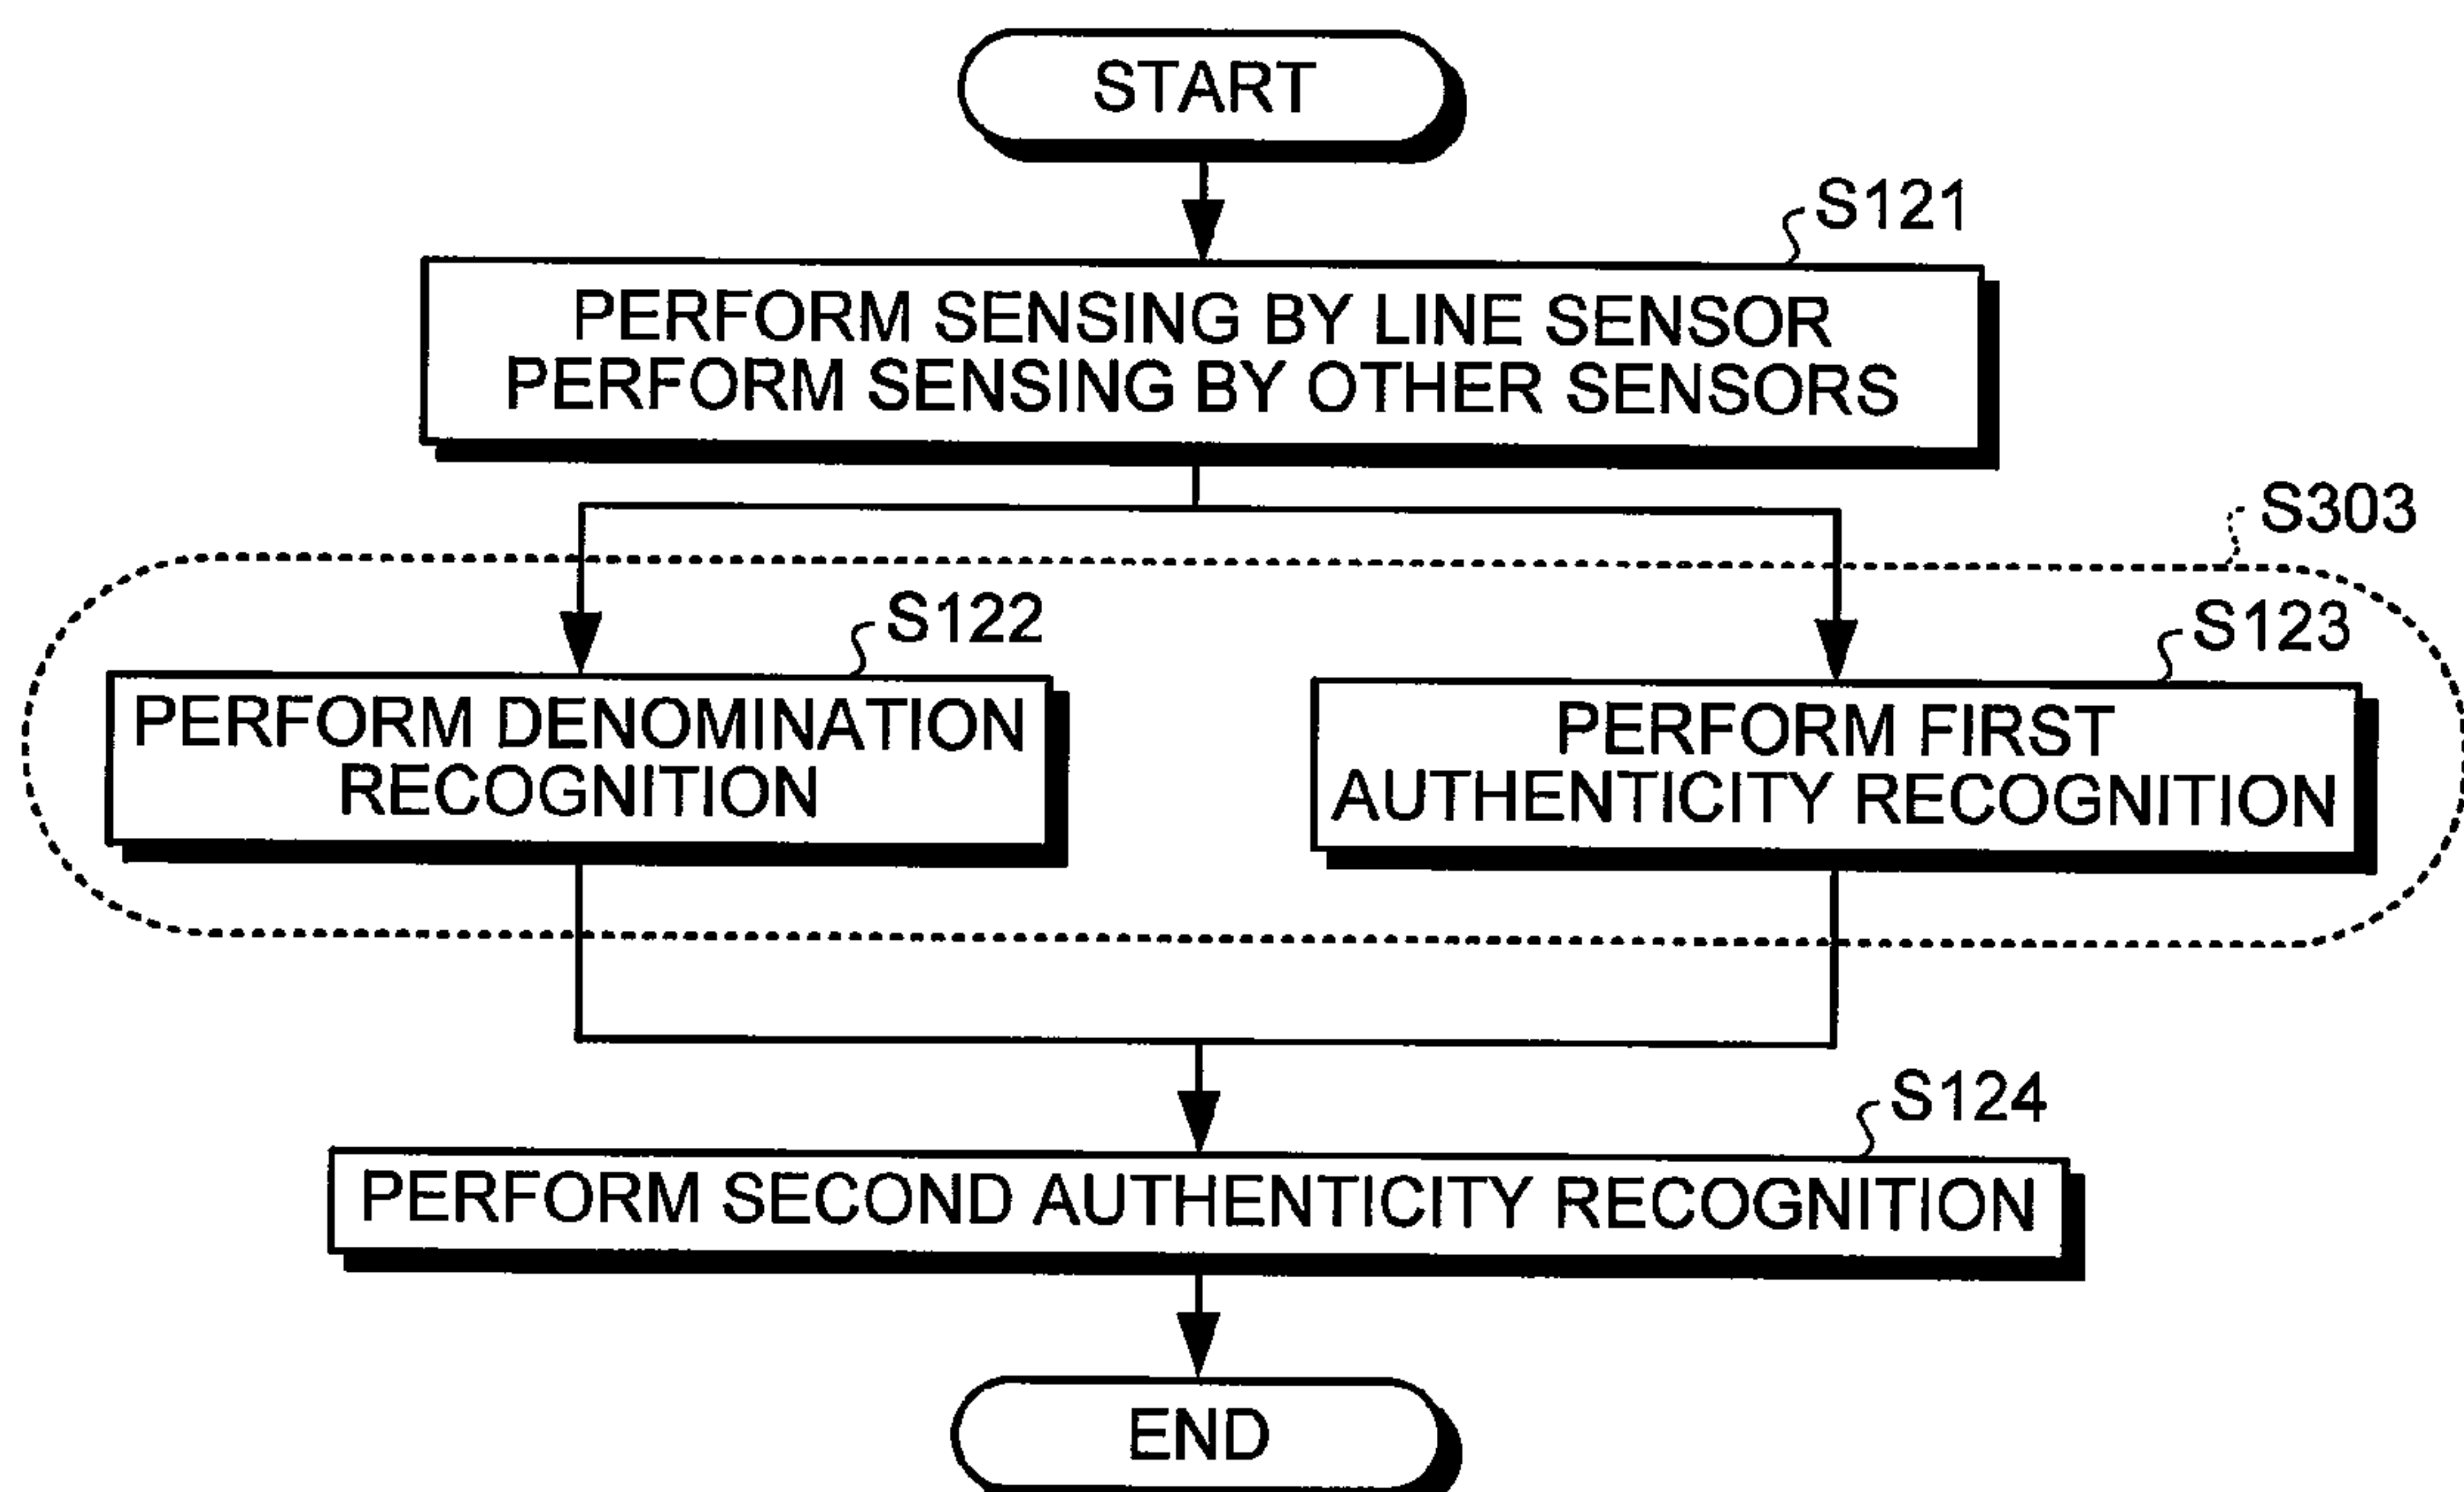 START
S121
PERFORM SENSING BY LINE SENSOR
PERFORM SENSING BY OTHER SENSORS
S303
S122
PERFORM DENOMINATION
RECOGNITION
S123
PERFORM FIRST
AUTHENTICITY RECOGNITION
S124
PERFORM SECOND AUTHENTICITY RECOGNITION
END